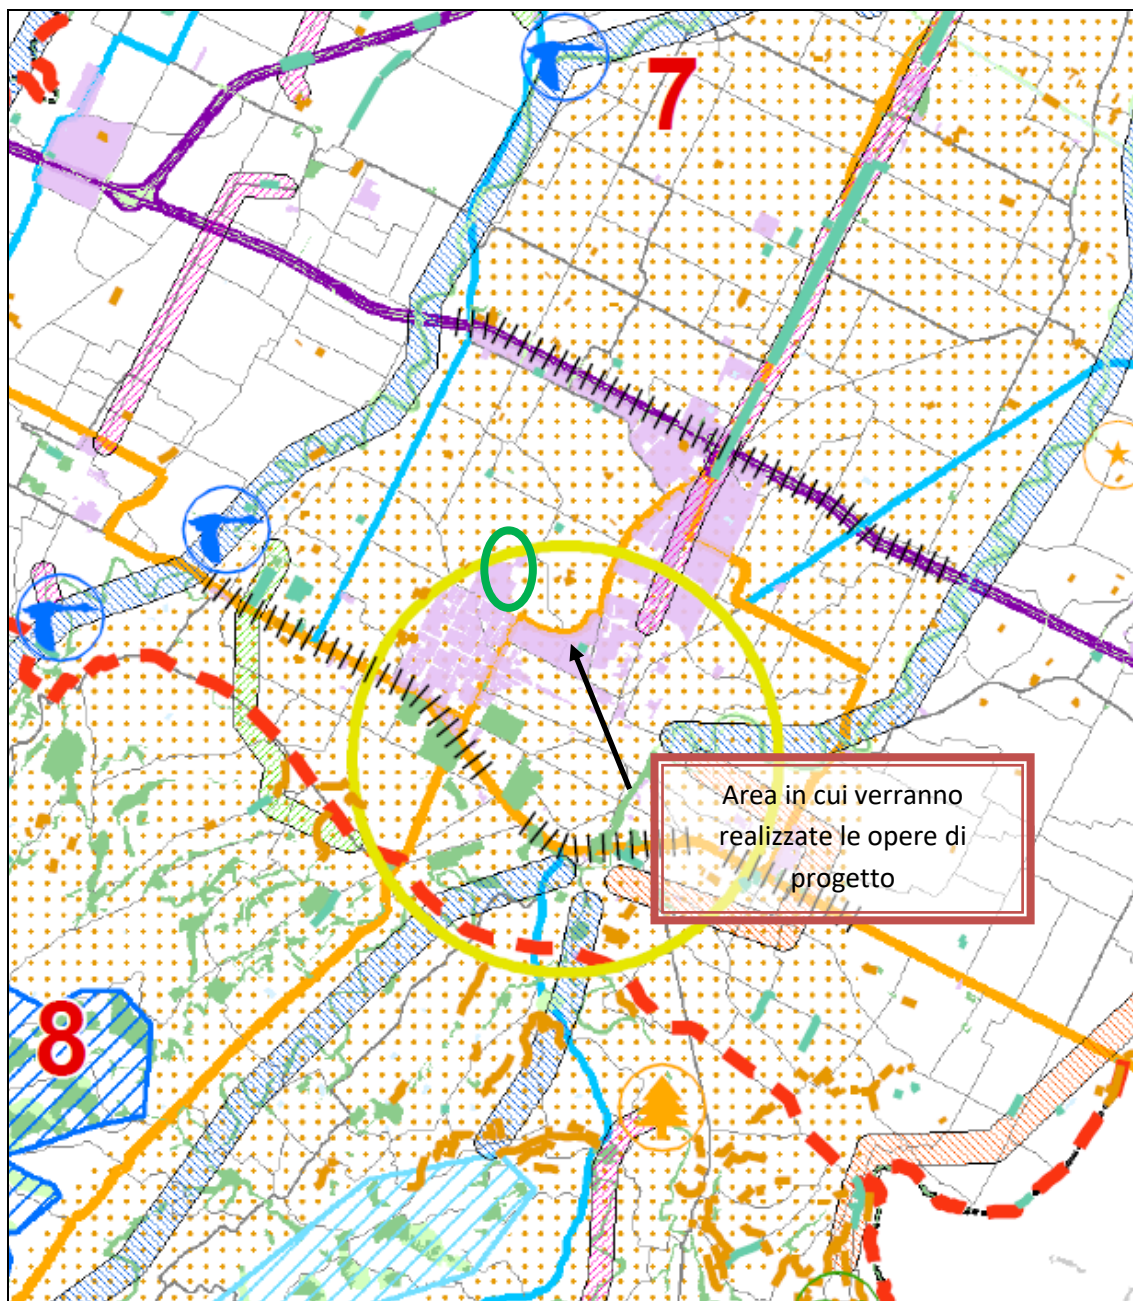 7
Area in cui verranno
realizzate le opere di
progetto
8